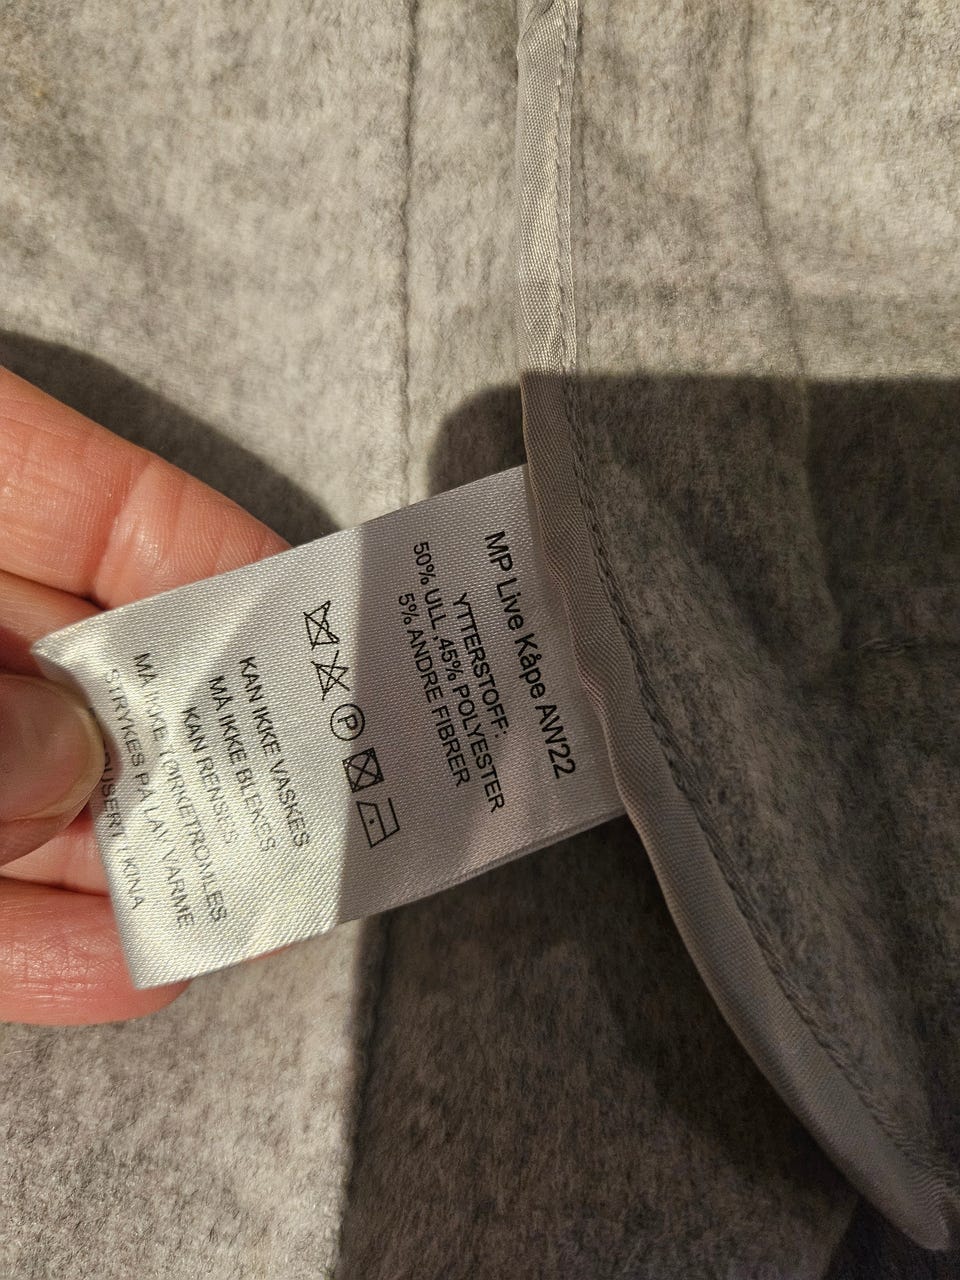 MP Live Kåpe AW22
YTTERSTOFF:
50% ULL, 45% POLYESTER
5% ANDRE FIBRER
P
KAN IKKE VASKES
MÅ IKKE BLEKES
KAN RENSES
MÅ IKKE TØRKETROMLES
STRYKES PÅ LAV VARME
I KINA